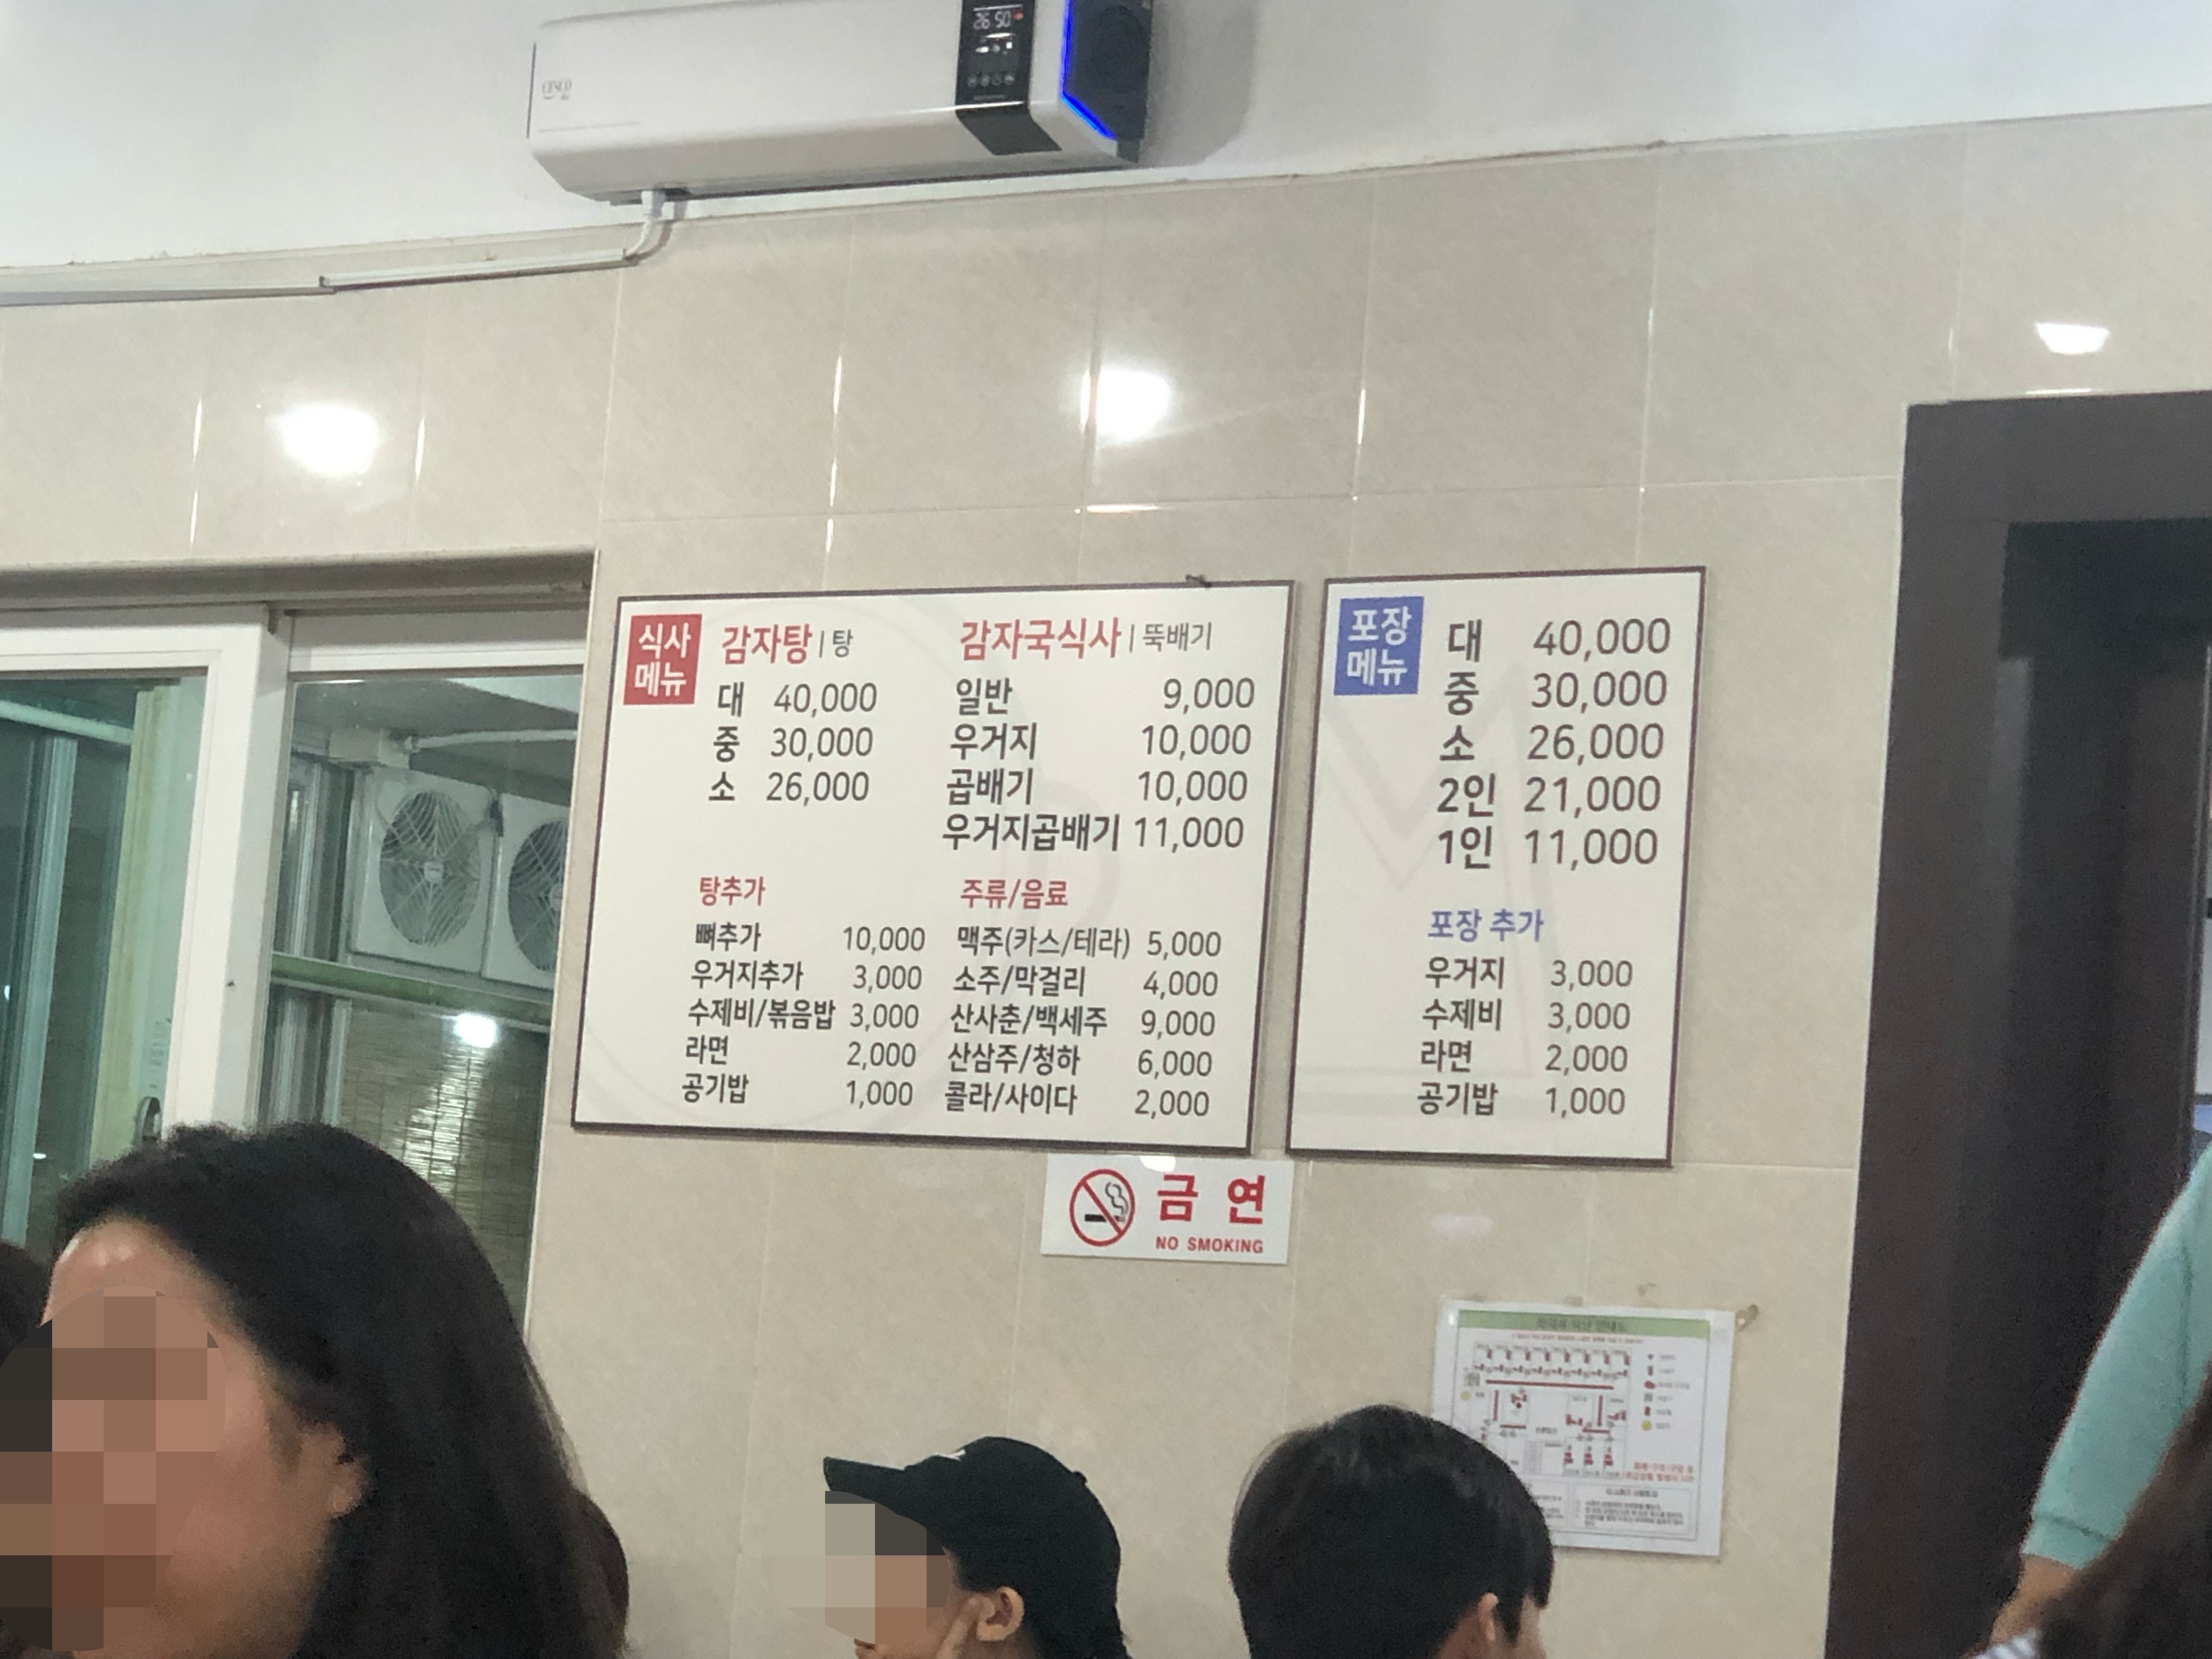 CESCO
26 50
식사
메뉴
감자탕 | 탕
대 40,000
중 30,000
소 26,000
감자국식사 | 뚝배기
일반 9,000
우거지 10,000
곱배기 10,000
우거지곱배기 11,000
탕추가
뼈추가 10,000
우거지추가 3,000
수제비/볶음밥 3,000
라면 2,000
공기밥 1,000
주류/음료
맥주(카스/테라) 5,000
소주/막걸리 4,000
산사춘/백세주 9,000
산삼주/청하 6,000
콜라/사이다 2,000
포장
메뉴
대 40,000
중 30,000
소 26,000
2인 21,000
1인 11,000
포장 추가
우거지 3,000
수제비 3,000
라면 2,000
공기밥 1,000
금 연
NO SMOKING